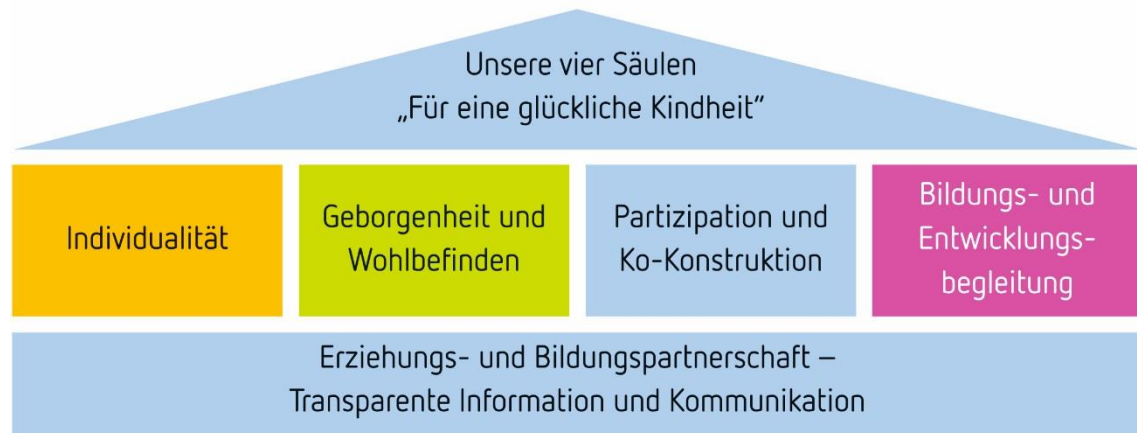 Unsere vier Säulen
„Für eine glückliche Kindheit“
Individualität
Geborgenheit und
Wohlbefinden
Partizipation und
Ko-Konstruktion
Bildungs- und
Entwicklungs-
begleitung
Erziehungs- und Bildungspartnerschaft –
Transparente Information und Kommunikation